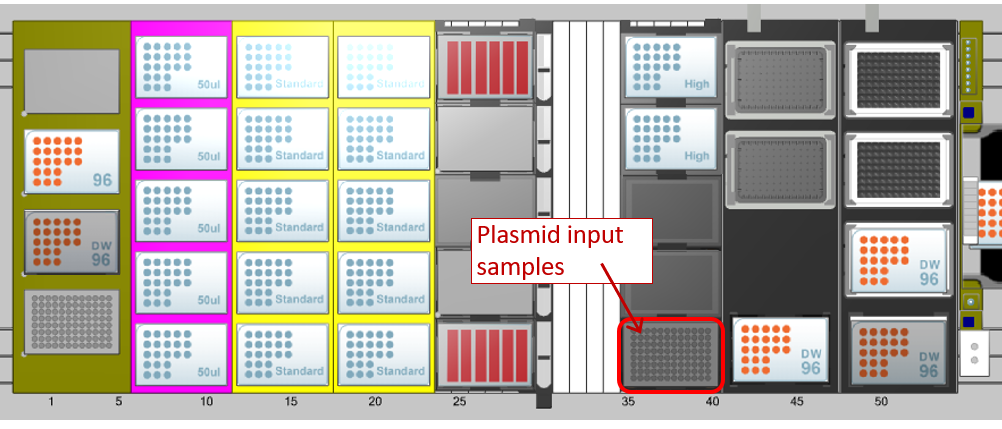 50ul
Standard
Standard
High
96
50ul
Standard
Standard
High
DW
96
50ul
Standard
Standard
Plasmid input
samples
DW
96
50ul
Standard
Standard
50ul
Standard
Standard
DW
96
DW
96
1
5
10
15
20
25
35
40
45
50